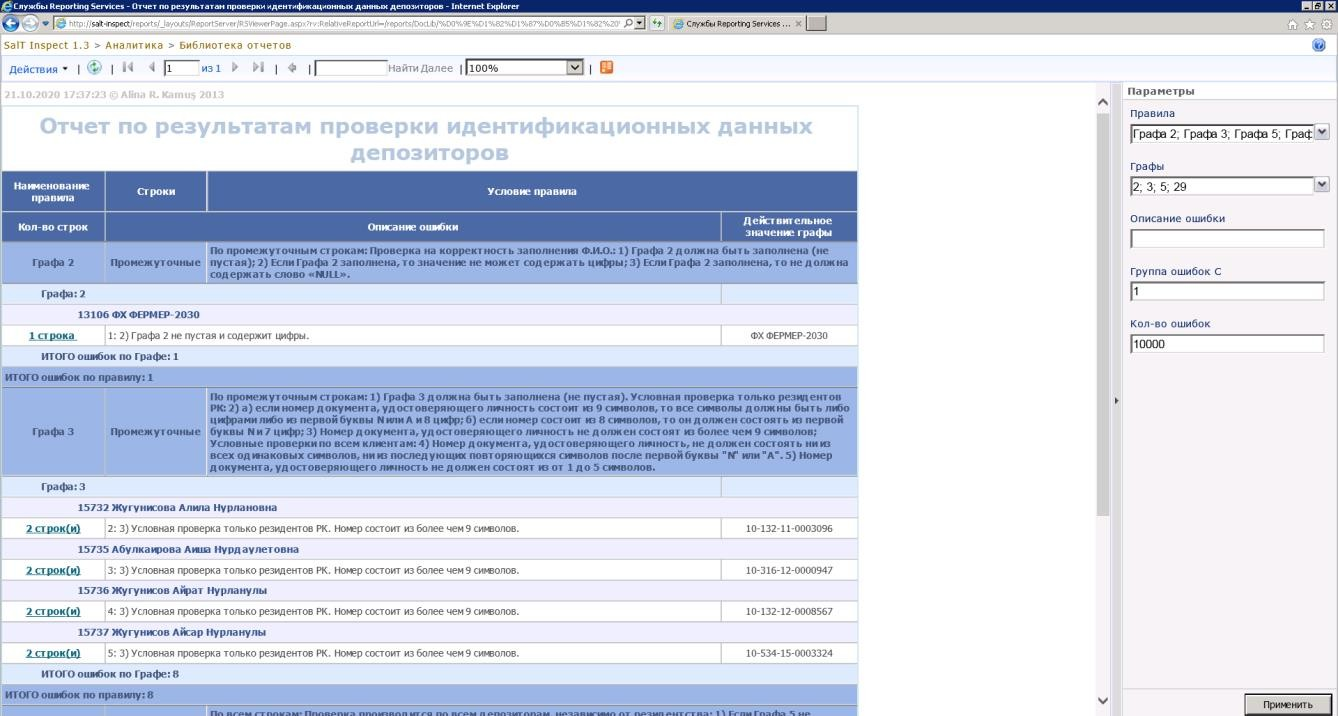 Службы Reporting Services - Отчет по результатам проверки идентификационных данных депозиторов - Internet Explorer
Службы Reporting Services ...
SalT Inspect 1.3 > Аналитика > Библиотека отчетов
Действия
1 из 1
Найти Далее
100%
21.10.2020 17:37:23 © Alina R. Kamuş 2013
Отчет по результатам проверки идентификационных данных
депозиторов
Наименование правила Строки Условие правила
Кол-во строк Описание ошибки Действительное значение графы
Графа 2 Промежуточные
По промежуточным строкам: Проверка на корректность заполнения Ф.И.О.: 1) Графа 2 должна быть заполнена (не
пустая); 2) Если Графа 2 заполнена, то значение не может содержать цифры; 3) Если Графа 2 заполнена, то не должна
содержать слово «NULL».
Графа: 2
13106 ФХ ФЕРМЕР-2030
1 строка 1: 2) Графа 2 не пустая и содержит цифры. ФХ ФЕРМЕР-2030
ИТОГО ошибок по Графе: 1
ИТОГО ошибок по правилу: 1
Графа 3 Промежуточные
По промежуточным строкам: 1) Графа 3 должна быть заполнена (не пустая). Условная проверка только резидентов
РК: 2) а) если номер документа, удостоверяющего личность состоит из 9 символов, то все символы должны быть либо
цифрами либо из первой буквы N или А и 8 цифр; б) если номер состоит из 8 символов, то он должен состоять из первой
буквы N и 7 цифр; 3) Номер документа, удостоверяющего личность не должен состоят из более чем 9 символов;
Условные проверки по всем клиентам: 4) Номер документа, удостоверяющего личность, не должен состоять ни из
всех одинаковых символов, ни из последующих повторяющихся символов после первой буквы "N" или "А". 5) Номер
документа, удостоверяющего личность не должен состоят из от 1 до 5 символов.
Графа: 3
15732 Жугунисова Алила Нурлановна
2 строк(и) 2: 3) Условная проверка только резидентов РК. Номер состоит из более чем 9 символов. 10-132-11-0003096
15735 Абулкаирова Аиша Нурдаулетовна
2 строк(и) 3: 3) Условная проверка только резидентов РК. Номер состоит из более чем 9 символов. 10-316-12-0000947
15736 Жугунисов Айрат Нурланулы
2 строк(и) 4: 3) Условная проверка только резидентов РК. Номер состоит из более чем 9 символов. 10-132-12-0008567
15737 Жугунисов Айсар Нурланулы
2 строк(и) 5: 3) Условная проверка только резидентов РК. Номер состоит из более чем 9 символов. 10-534-15-0003324
ИТОГО ошибок по Графе: 8
ИТОГО ошибок по правилу: 8
По всем строкам: Проверка производится по всем депозиторам, независимо от резидентства: 1) Если Графа 5 не
Параметры
Правила
Графа 2; Графа 3; Графа 5; Граф
Графы
2; 3; 5; 29
Описание ошибки
Группа ошибок С
1
Кол-во ошибок
10000
Применить